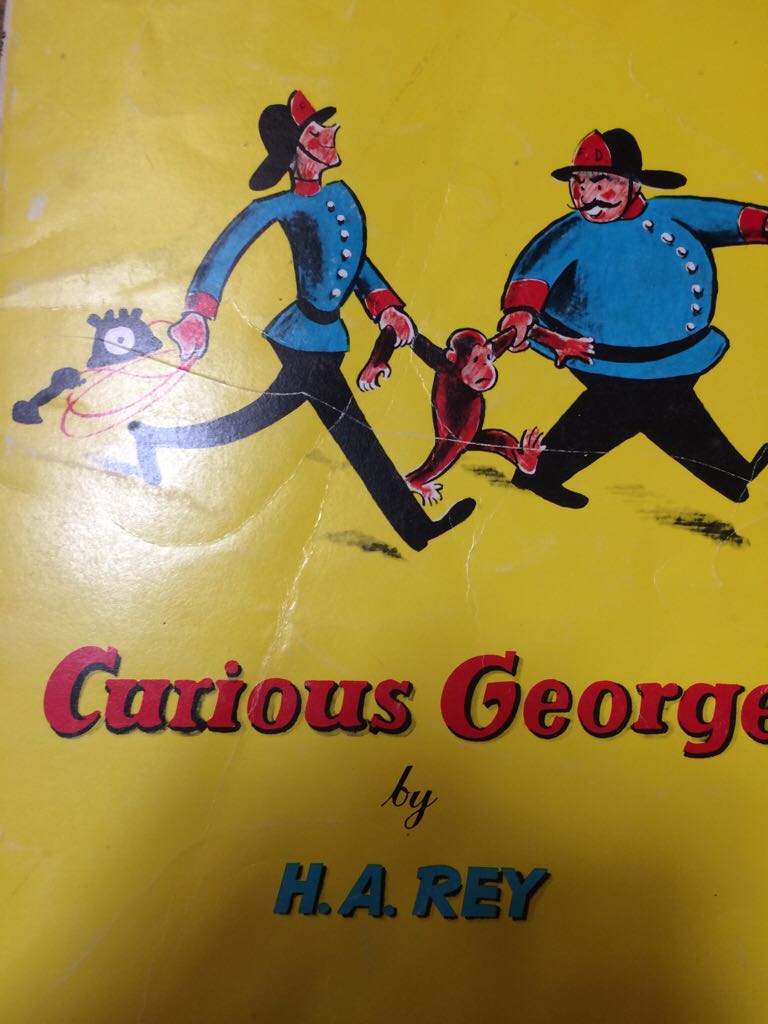 F D
Curious George
by
H. A. REY